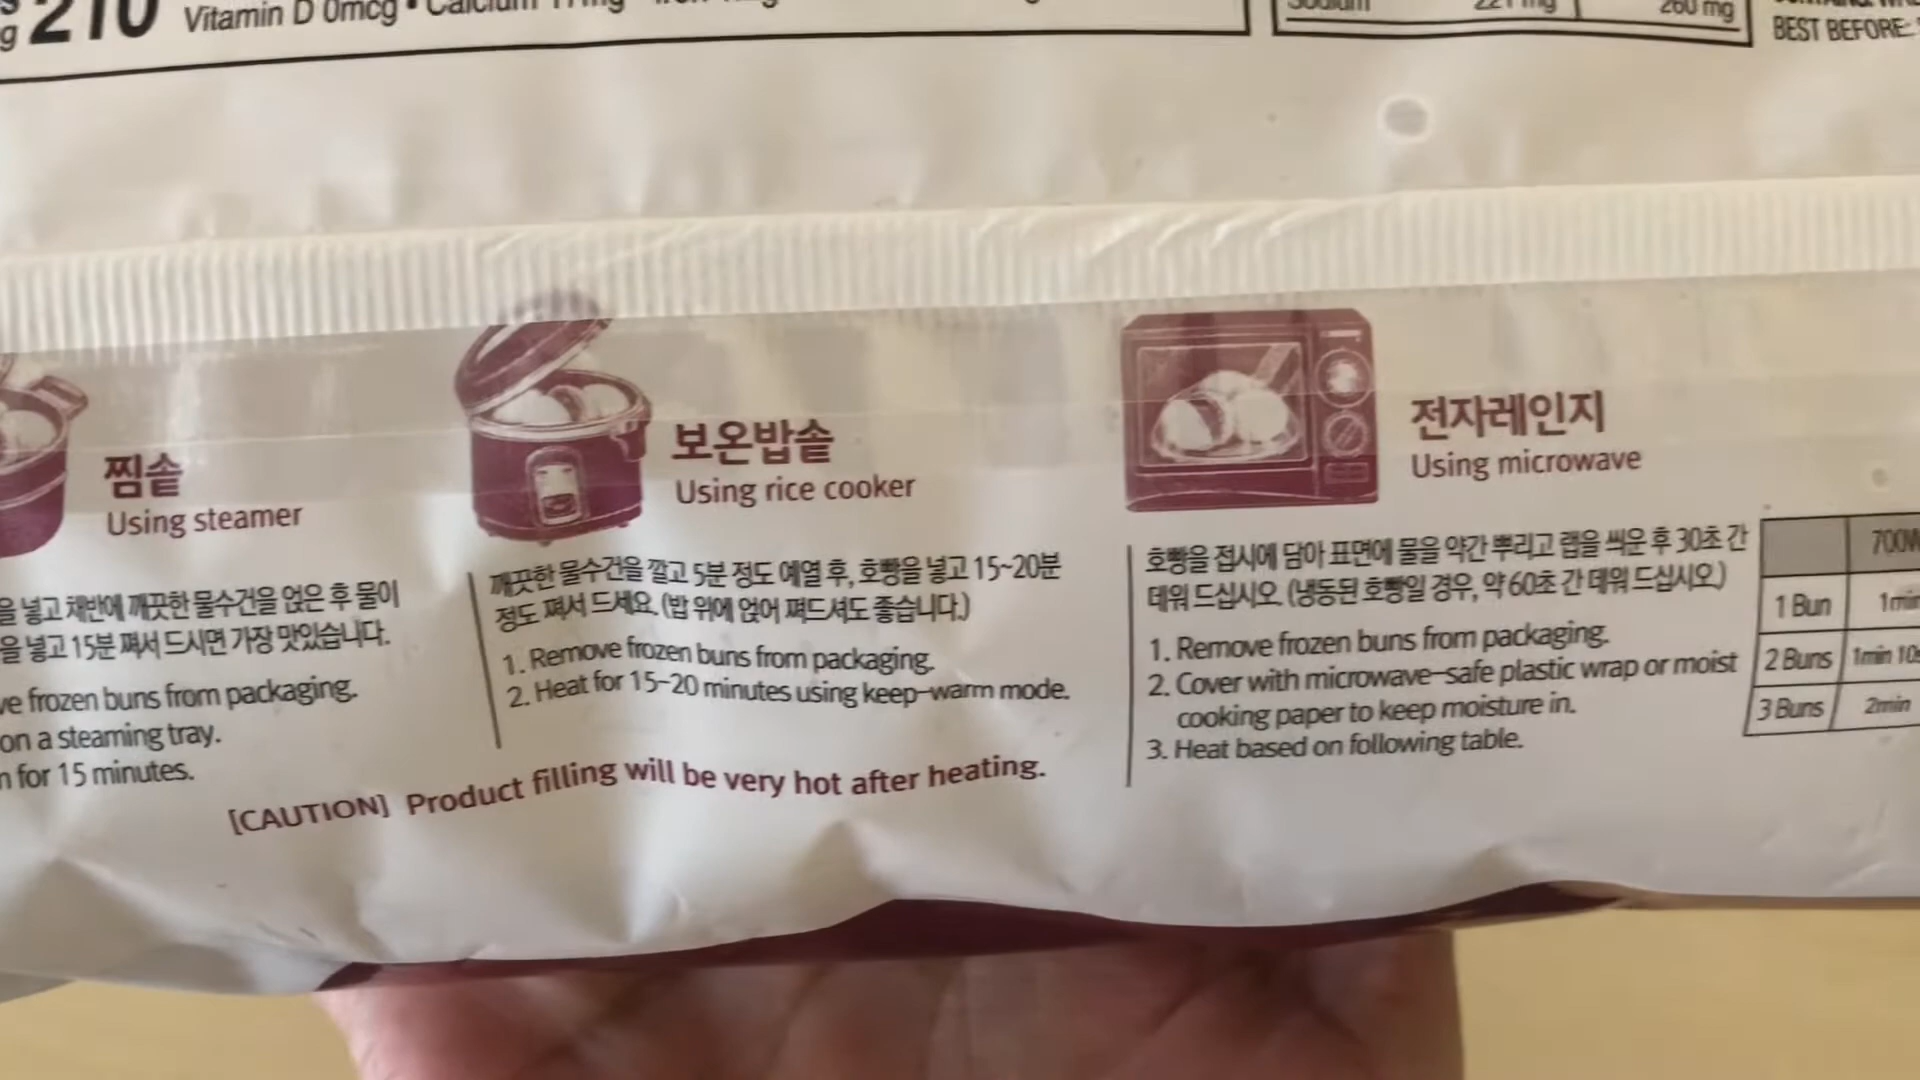 210
Vitamin D 0mcg • Calcium
Sodium 221 mg 260 mg
BEST BEFORE:
찜솥
Using steamer
을 넣고 채반에 깨끗한 물수건을 얹은 후 물이
을 넣고 15분 쪄서 드시면 가장 맛있습니다.
frozen buns from packaging.
on a steaming tray.
for 15 minutes.
보온밥솥
Using rice cooker
깨끗한 물수건을 깔고 5분 정도 예열 후, 호빵을 넣고 15~20분
정도 쪄서 드세요. (밥 위에 얹어 쪄드셔도 좋습니다.)
1. Remove frozen buns from packaging.
2. Heat for 15-20 minutes using keep-warm mode.
[CAUTION] Product filling will be very hot after heating.
전자레인지
Using microwave
호빵을 접시에 담아 표면에 물을 약간 뿌리고 랩을 씌운 후 30초 간
데워 드십시오. (냉동된 호빵일 경우, 약 60초 간 데워 드십시오.)
1. Remove frozen buns from packaging.
2. Cover with microwave-safe plastic wrap or moist
cooking paper to keep moisture in.
3. Heat based on following table.
700W
1 Bun 1min
2 Buns 1min 10s
3 Buns 2min